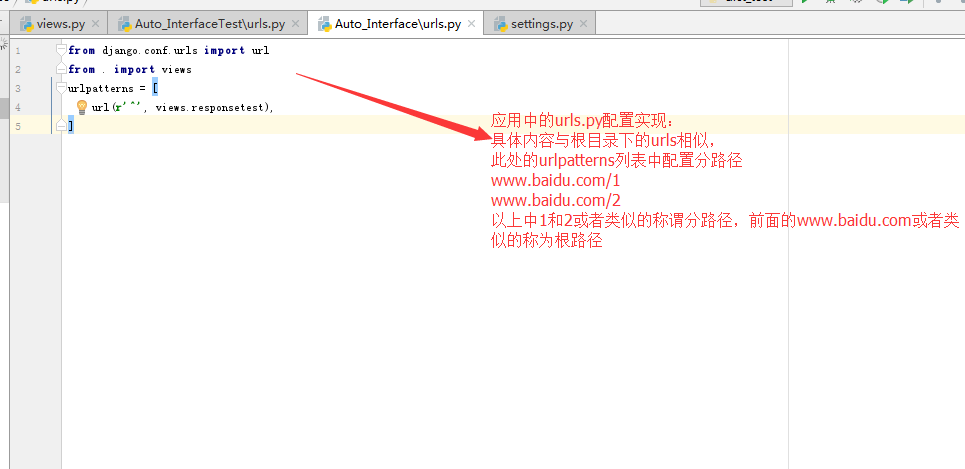 urls.py
views.py
Auto_InterfaceTest\urls.py
Auto_Interface\urls.py
settings.py
1 from django.conf.urls import url
2 from . import views
3 urlpatterns = [
4 url(r'^', views.responsetest),
5 ]
应用中的urls.py配置实现：
具体内容与根目录下的urls相似，
此处的urlpatterns列表中配置分路径
www.baidu.com/1
www.baidu.com/2
以上中1和2或者类似的称谓分路径，前面的www.baidu.com或者类
似的称为根路径